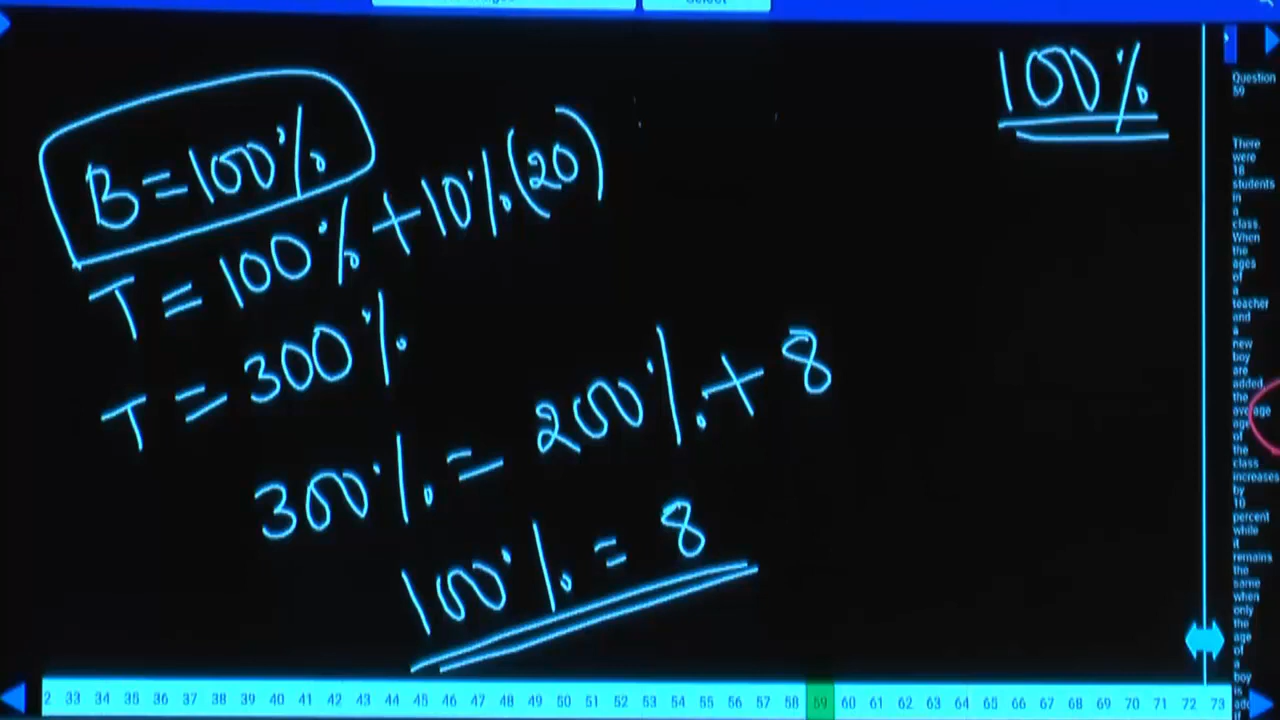 Select
100%
B=100%
T=100%+10%(20)
T=300%
300%=200%+8
100%=8
Question
59
There
were
18
students
in
a
class.
When
the
ages
of
a
teacher
and
a
new
boy
are
added
the
average
age
of
the
class
increases
by
10
percent
while
it
remains
the
same
when
only
the
age
of
a
boy
is
2 33 34 35 36 37 38 39 40 41 42 43 44 45 46 47 48 49 50 51 52 53 54 55 56 57 58 59 60 61 62 63 64 65 66 67 68 69 70 71 72 73